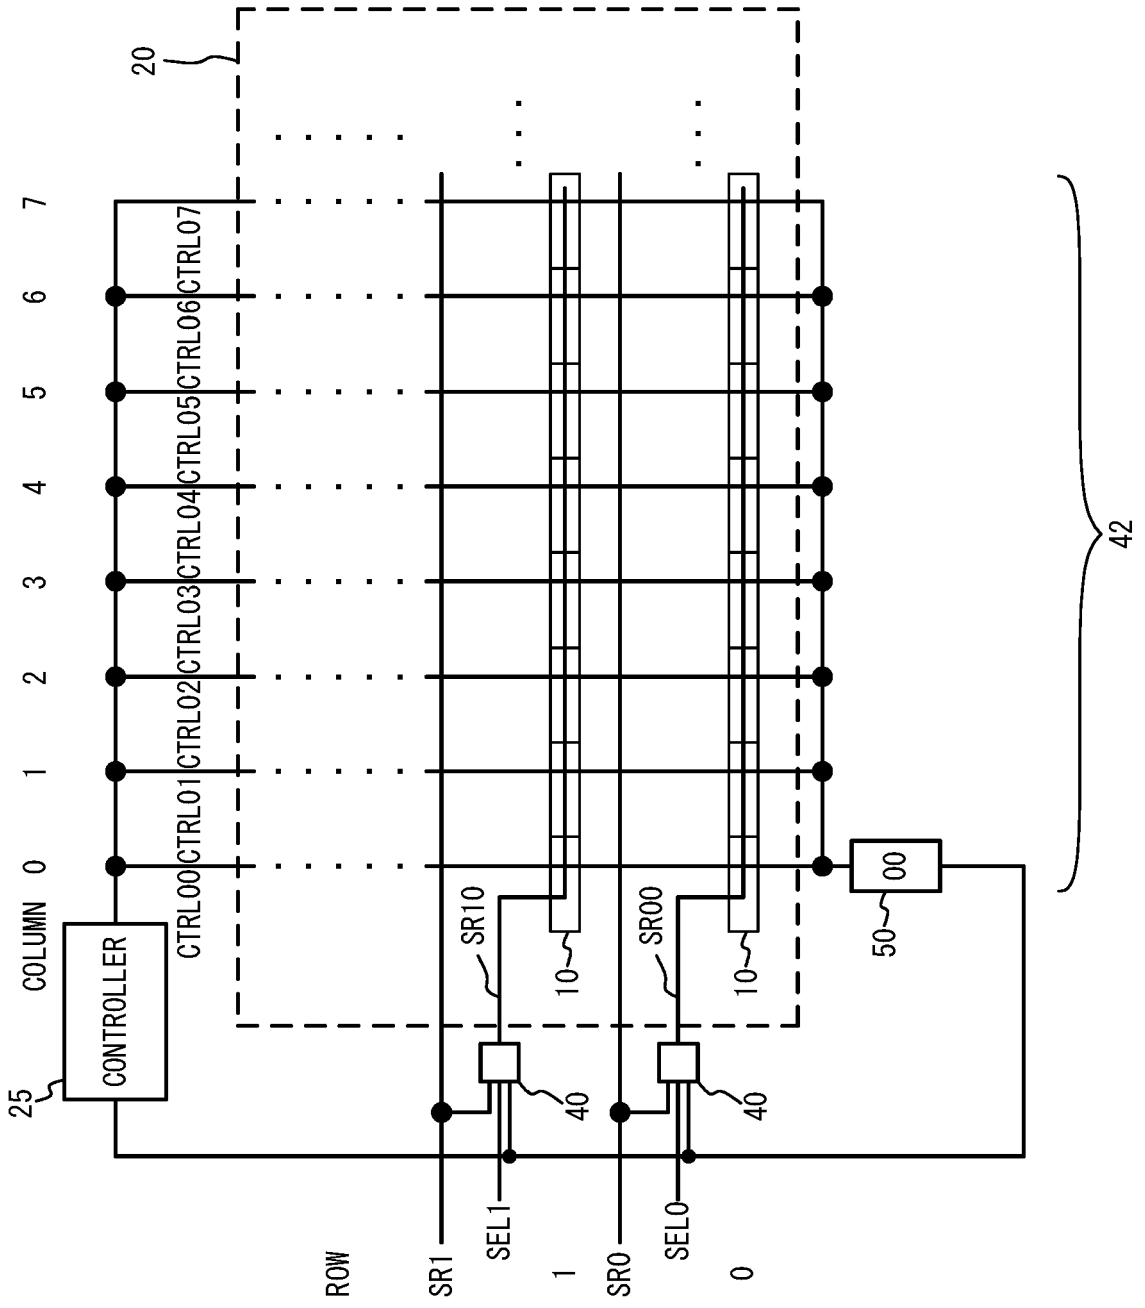 COLUMN 0 1 2 3 4 5 6 7
25
CONTROLLER
20
CTRL00 CTRL01 CTRL02 CTRL03 CTRL04 CTRL05 CTRL06 CTRL07
ROW
SR1
SR10
SEL1
40
1
10
SR0
SR00
SEL0
40
0
10
50
00
42